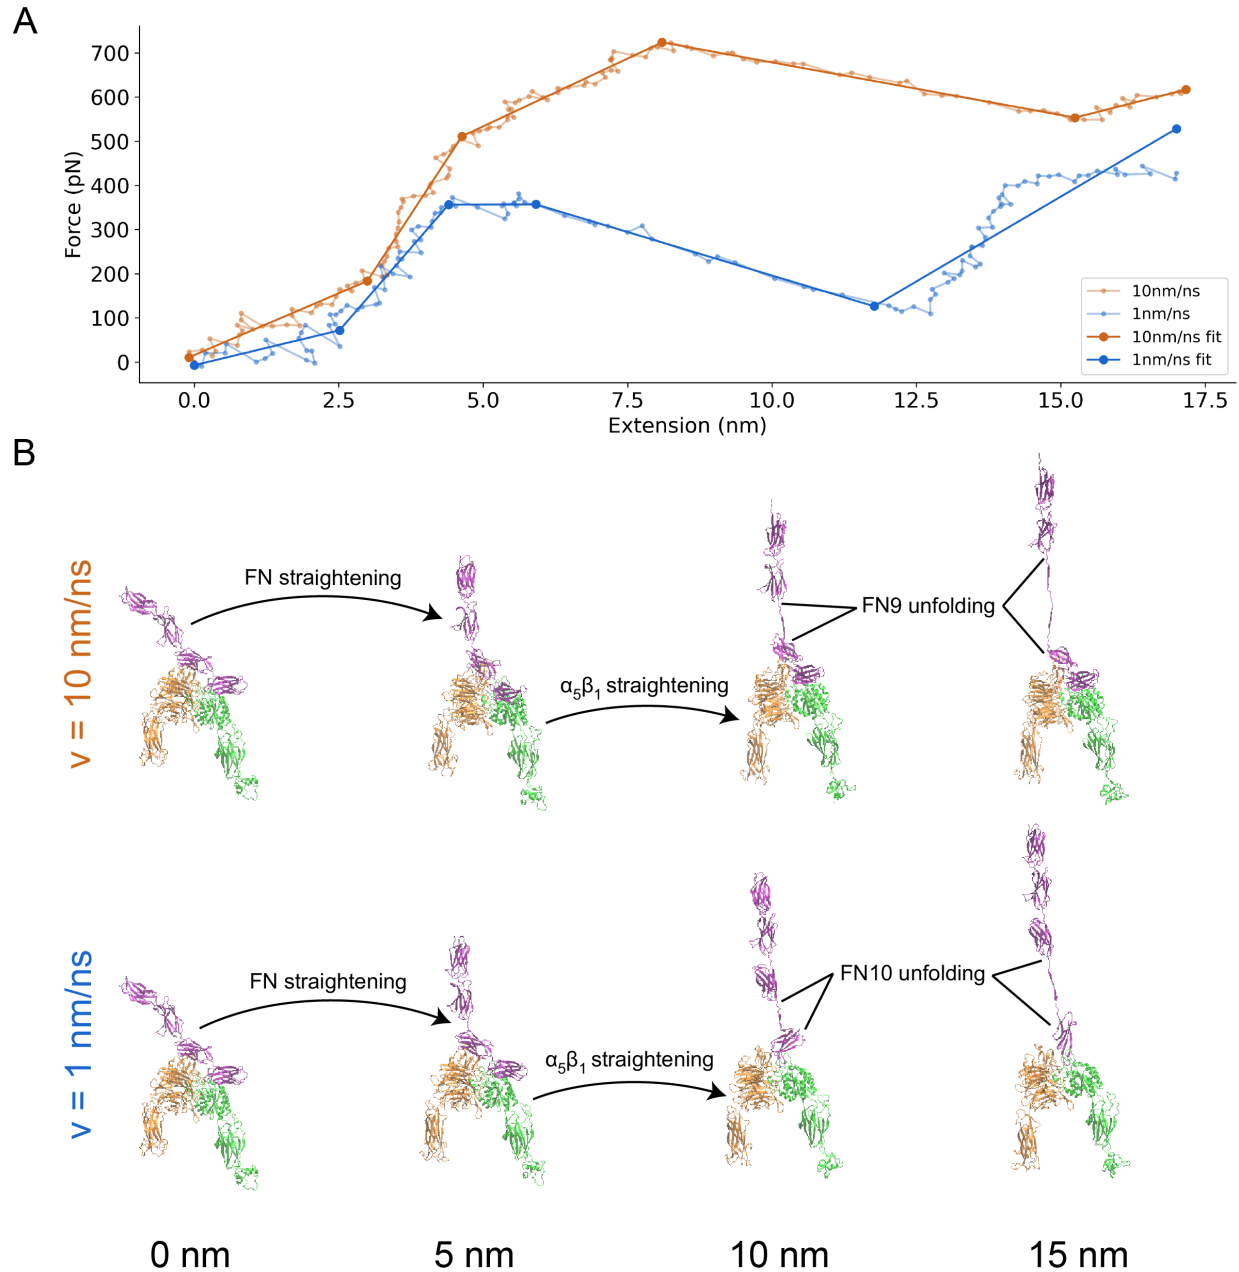 A
Force (pN)
700
600
500
400
300
200
100
0
0.0 2.5 5.0 7.5 10.0 12.5 15.0 17.5
Extension (nm)
10nm/ns
1nm/ns
10nm/ns fit
1nm/ns fit
B
v = 10 nm/ns
FN straightening
α5β1 straightening
FN9 unfolding
v = 1 nm/ns
FN straightening
α5β1 straightening
FN10 unfolding
0 nm 5 nm 10 nm 15 nm